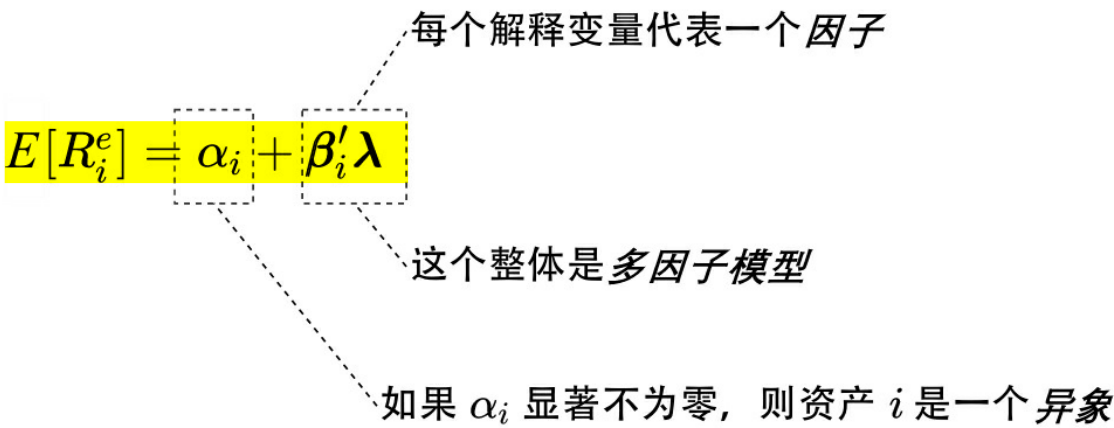 每个解释变量代表一个因子
E[R_i^e] = α_i + β_i'λ
这个整体是多因子模型
如果 α_i 显著不为零，则资产 i 是一个异象